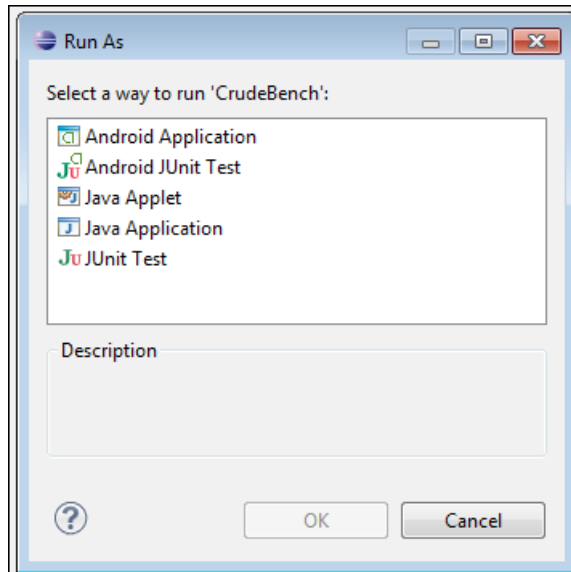 Run As
Select a way to run 'CrudeBench':
Android Application
Android JUnit Test
Java Applet
Java Application
JUnit Test
Description
OK
Cancel